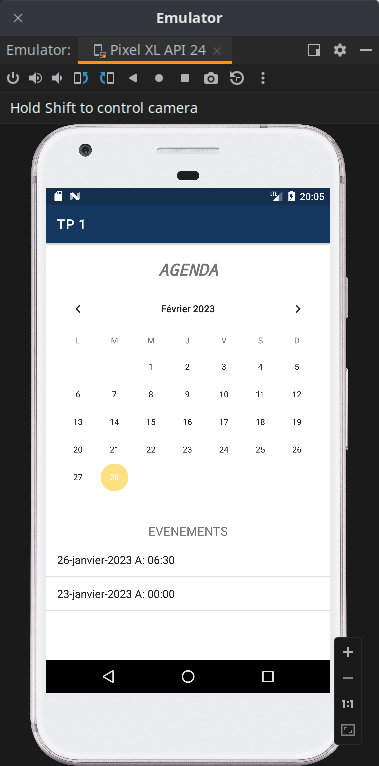 Emulator
Emulator: Pixel XL API 24
Hold Shift to control camera
LTE 20:05
TP 1
AGENDA
Février 2023
L M M J V S D
1 2 3 4 5
6 7 8 9 10 11 12
13 14 15 16 17 18 19
20 21 22 23 24 25 26
27 28
EVENEMENTS
26-janvier-2023 A: 06:30
23-janvier-2023 A: 00:00
1:1